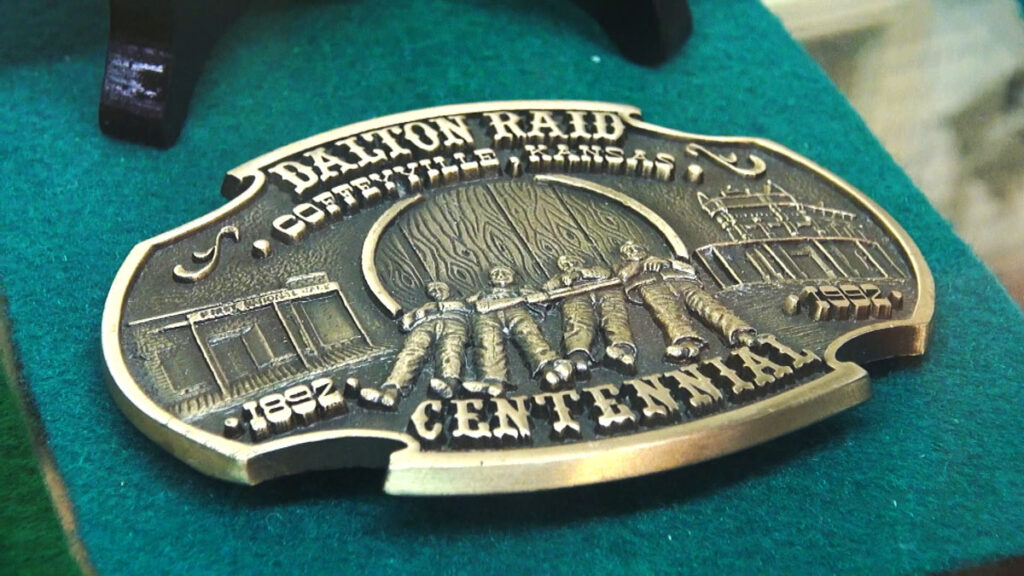 DALTON RAID
COFFEYVILLE, KANSAS
1892
1992
CENTENNIAL